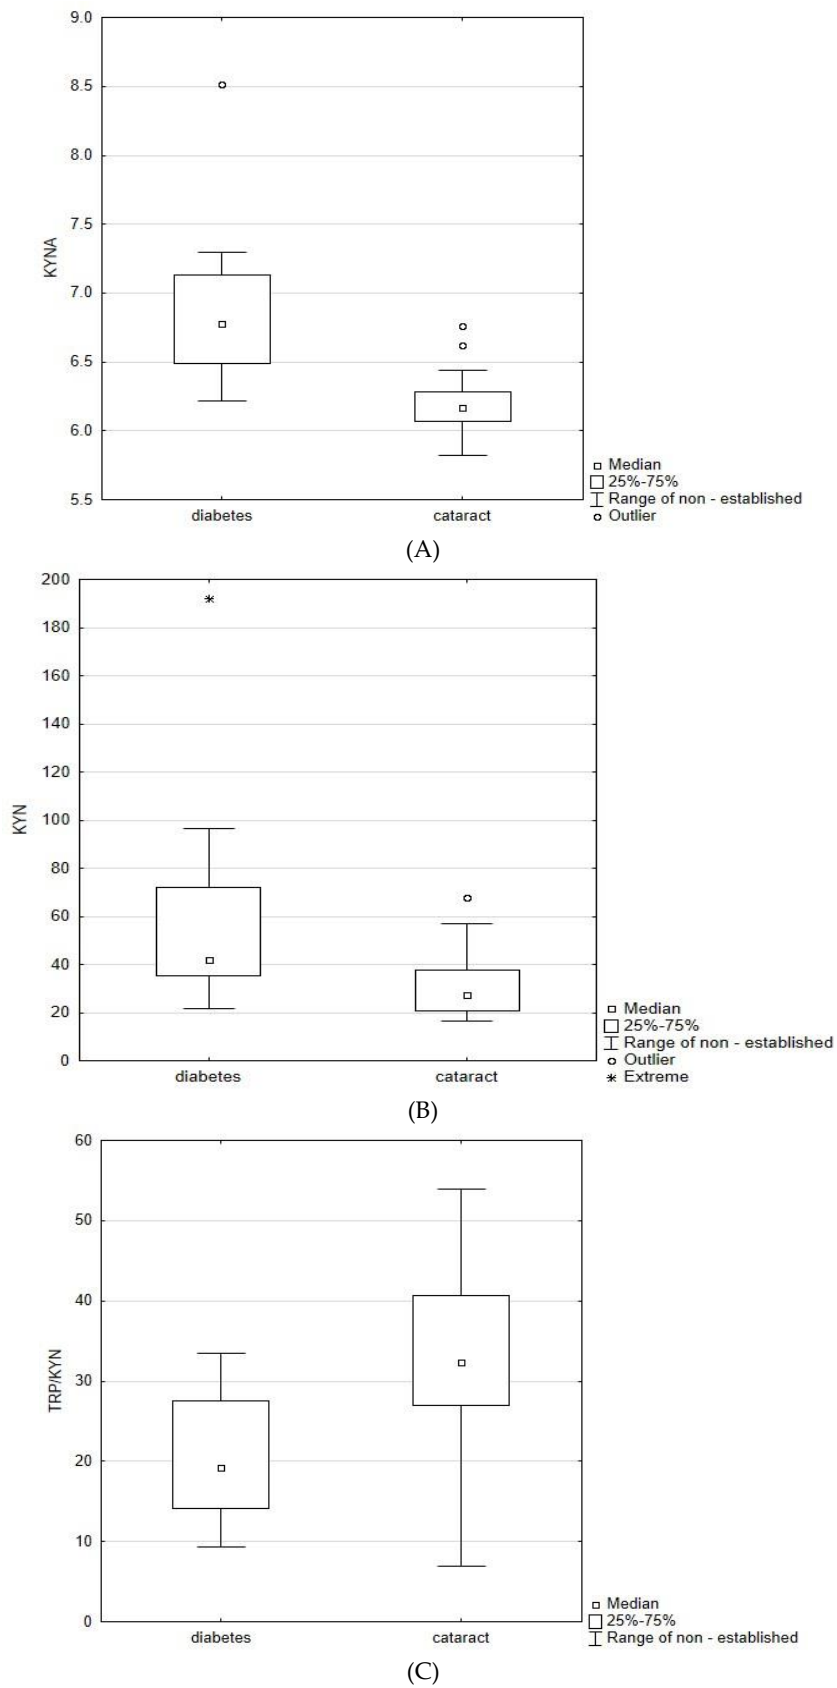 9.0
8.5
8.0
7.5
7.0
6.5
6.0
5.5
KYNA
diabetes
cataract
Median
25%-75%
Range of non - established
Outlier
(A)
200
180
160
140
120
100
80
60
40
20
0
KYN
diabetes
cataract
Median
25%-75%
Range of non - established
Outlier
Extreme
(B)
60
50
40
30
20
10
0
TRP/KYN
diabetes
cataract
Median
25%-75%
Range of non - established
(C)